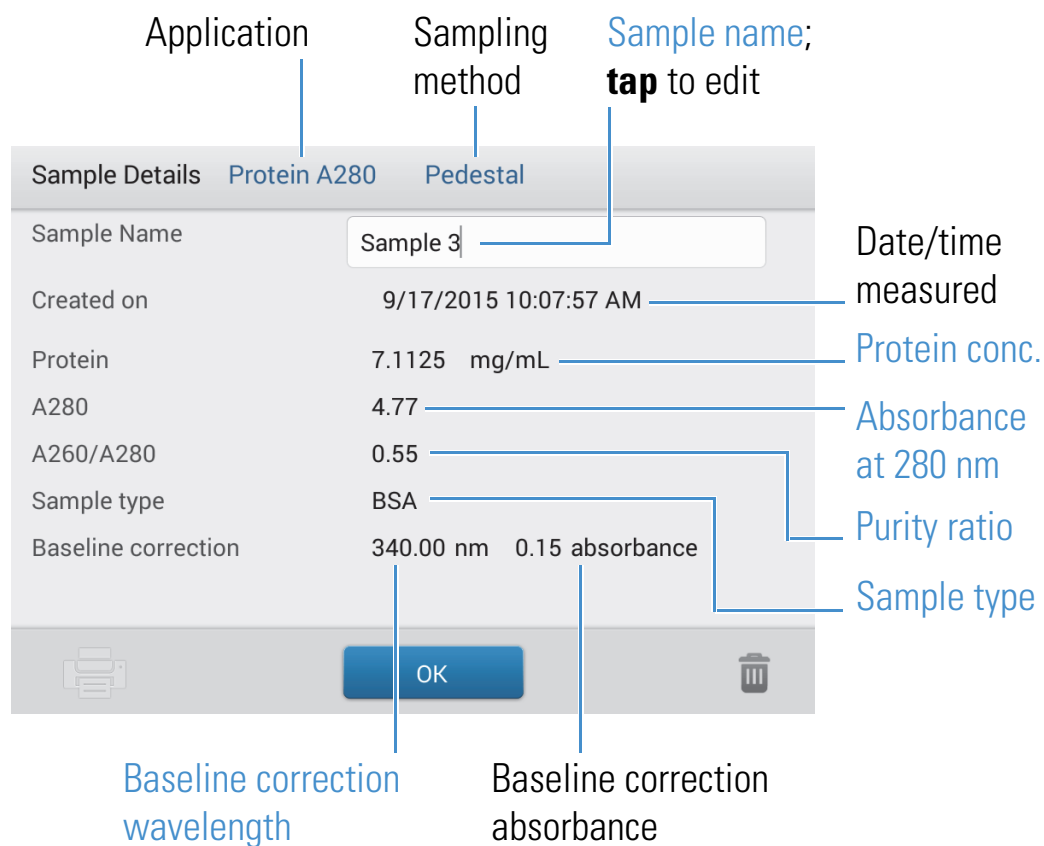 Application
Sampling
method
Sample name;
tap to edit
Sample Details Protein A280 Pedestal
Sample Name Sample 3
Created on 9/17/2015 10:07:57 AM
Date/time
measured
Protein 7.1125 mg/mL
Protein conc.
A280 4.77
Absorbance
at 280 nm
A260/A280 0.55
Purity ratio
Sample type BSA
Sample type
Baseline correction 340.00 nm 0.15 absorbance
OK
Baseline correction
wavelength
Baseline correction
absorbance